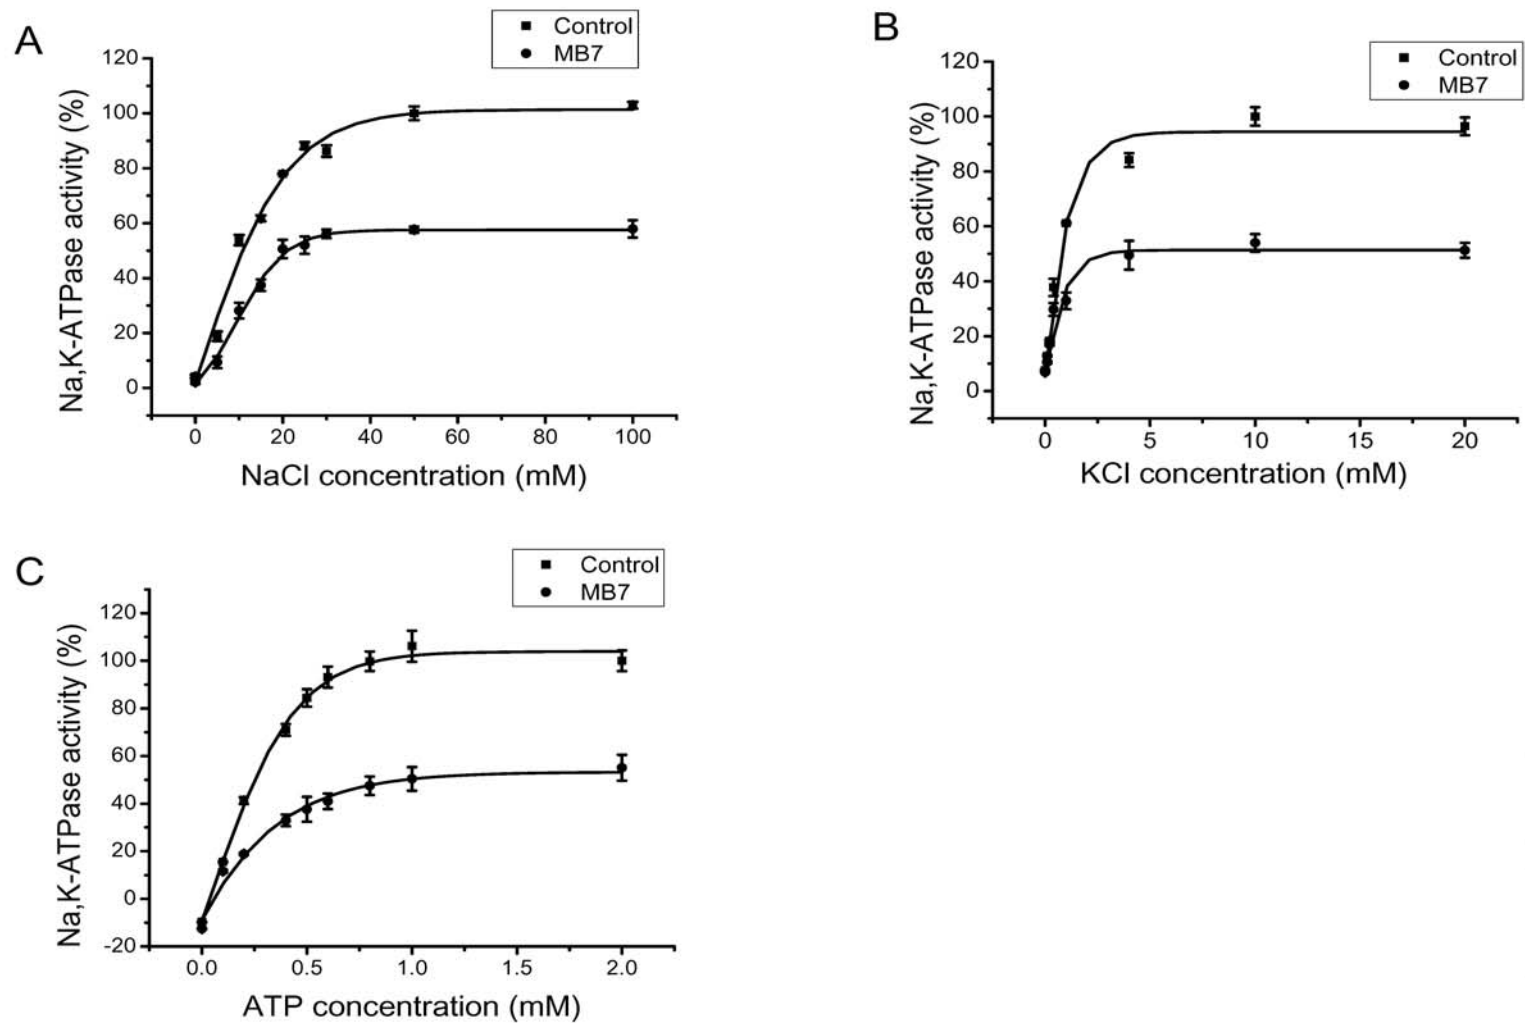 A
Control
MB7
Na,K-ATPase activity (%)
120
100
80
60
40
20
0
0 20 40 60 80 100
NaCl concentration (mM)
B
Control
MB7
Na,K-ATPase activity (%)
120
100
80
60
40
20
0
0 5 10 15 20
KCl concentration (mM)
C
Control
MB7
Na,K-ATPase activity (%)
120
100
80
60
40
20
0
-20
0.0 0.5 1.0 1.5 2.0
ATP concentration (mM)